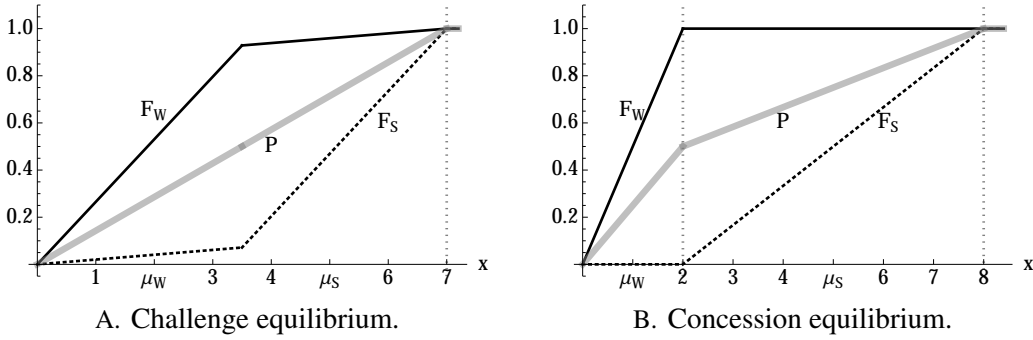 1.0
0.8
0.6
0.4
0.2
F_W
P
F_S
1 μ_W 3 4 μ_S 6 7 x
A. Challenge equilibrium.
1.0
0.8
0.6
0.4
0.2
F_W
P
F_S
μ_W 2 3 4 μ_S 6 7 8 x
B. Concession equilibrium.